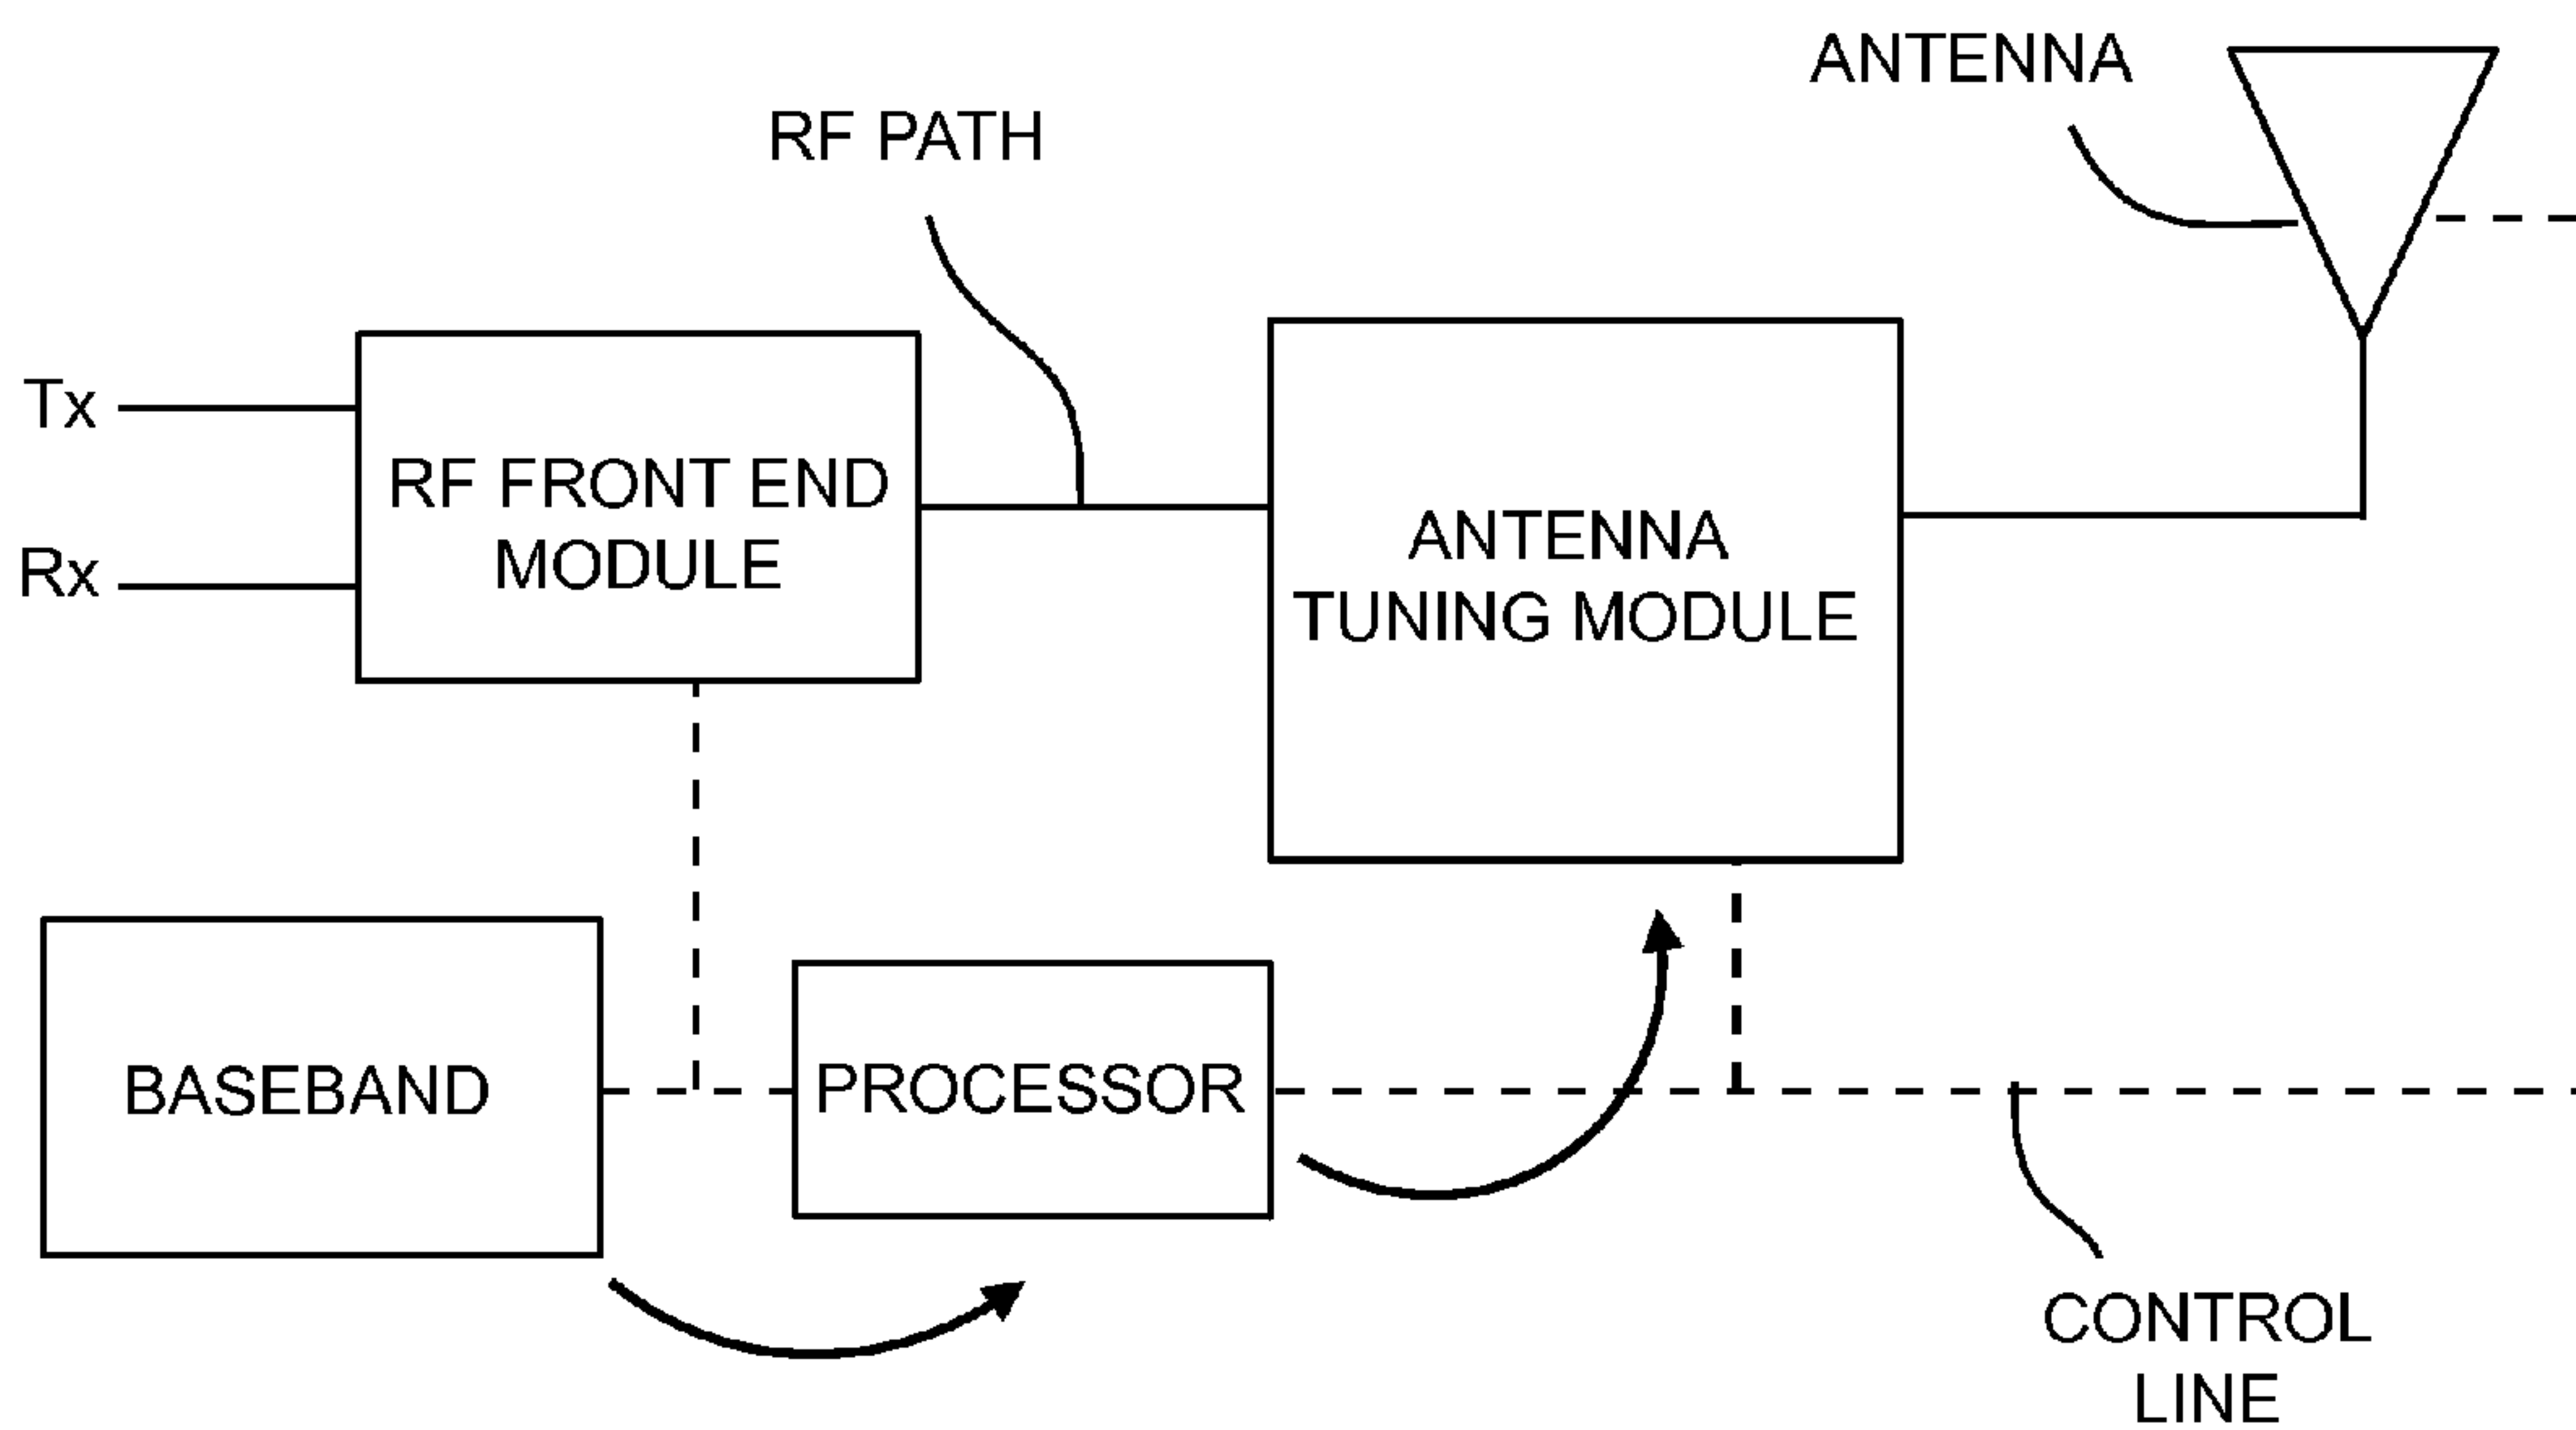 ANTENNA
RF PATH
Tx
RF FRONT END
MODULE
Rx
ANTENNA
TUNING MODULE
BASEBAND
PROCESSOR
CONTROL
LINE